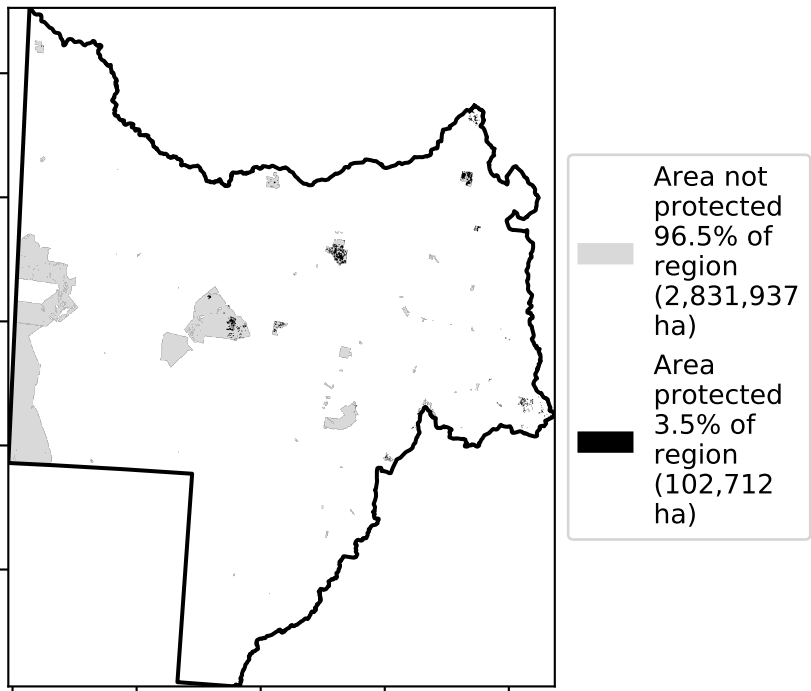 Area not
protected
96.5% of
region
(2,831,937
ha)
Area
protected
3.5% of
region
(102,712
ha)